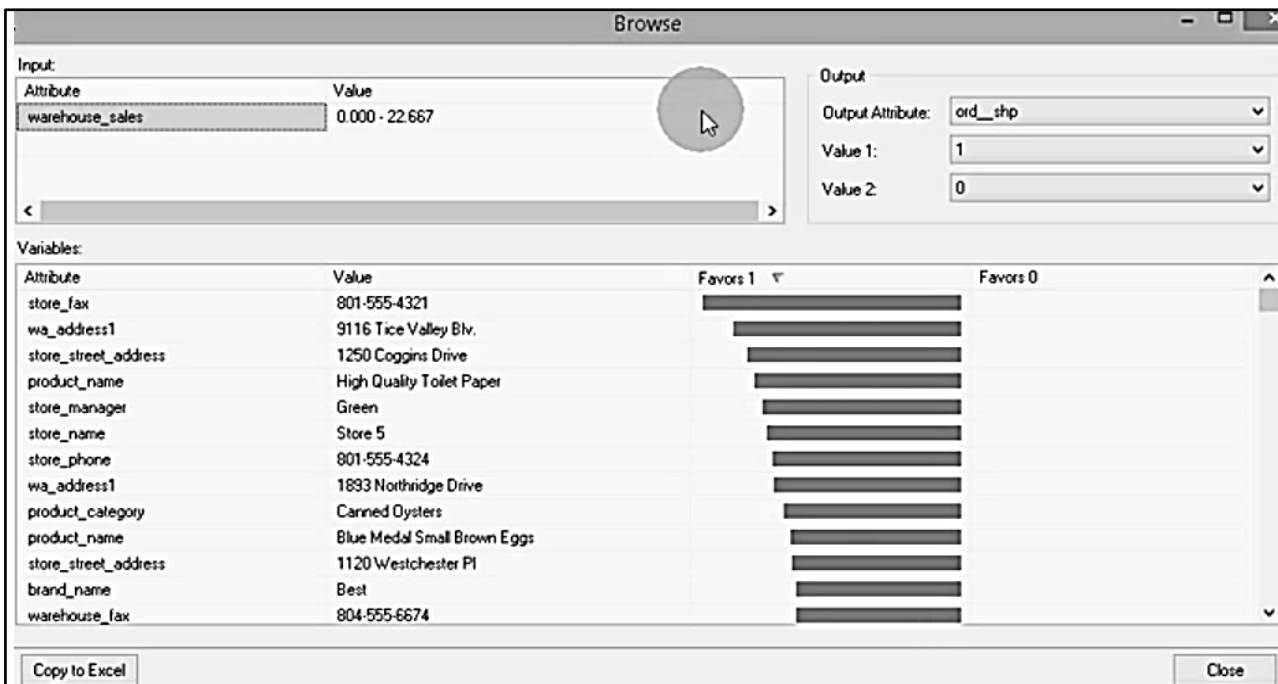 Browse
Input:
Attribute Value
warehouse_sales 0.000 - 22.667
Output
Output Attribute: ord__shp
Value 1: 1
Value 2: 0
Variables:
Attribute Value Favors 1 Favors 0
store_fax 801-555-4321
wa_address1 9116 Tice Valley Blv.
store_street_address 1250 Coggins Drive
product_name High Quality Toilet Paper
store_manager Green
store_name Store 5
store_phone 801-555-4324
wa_address1 1893 Northridge Drive
product_category Canned Oysters
product_name Blue Medal Small Brown Eggs
store_street_address 1120 Westchester Pl
brand_name Best
warehouse_fax 804-555-6674
Copy to Excel Close